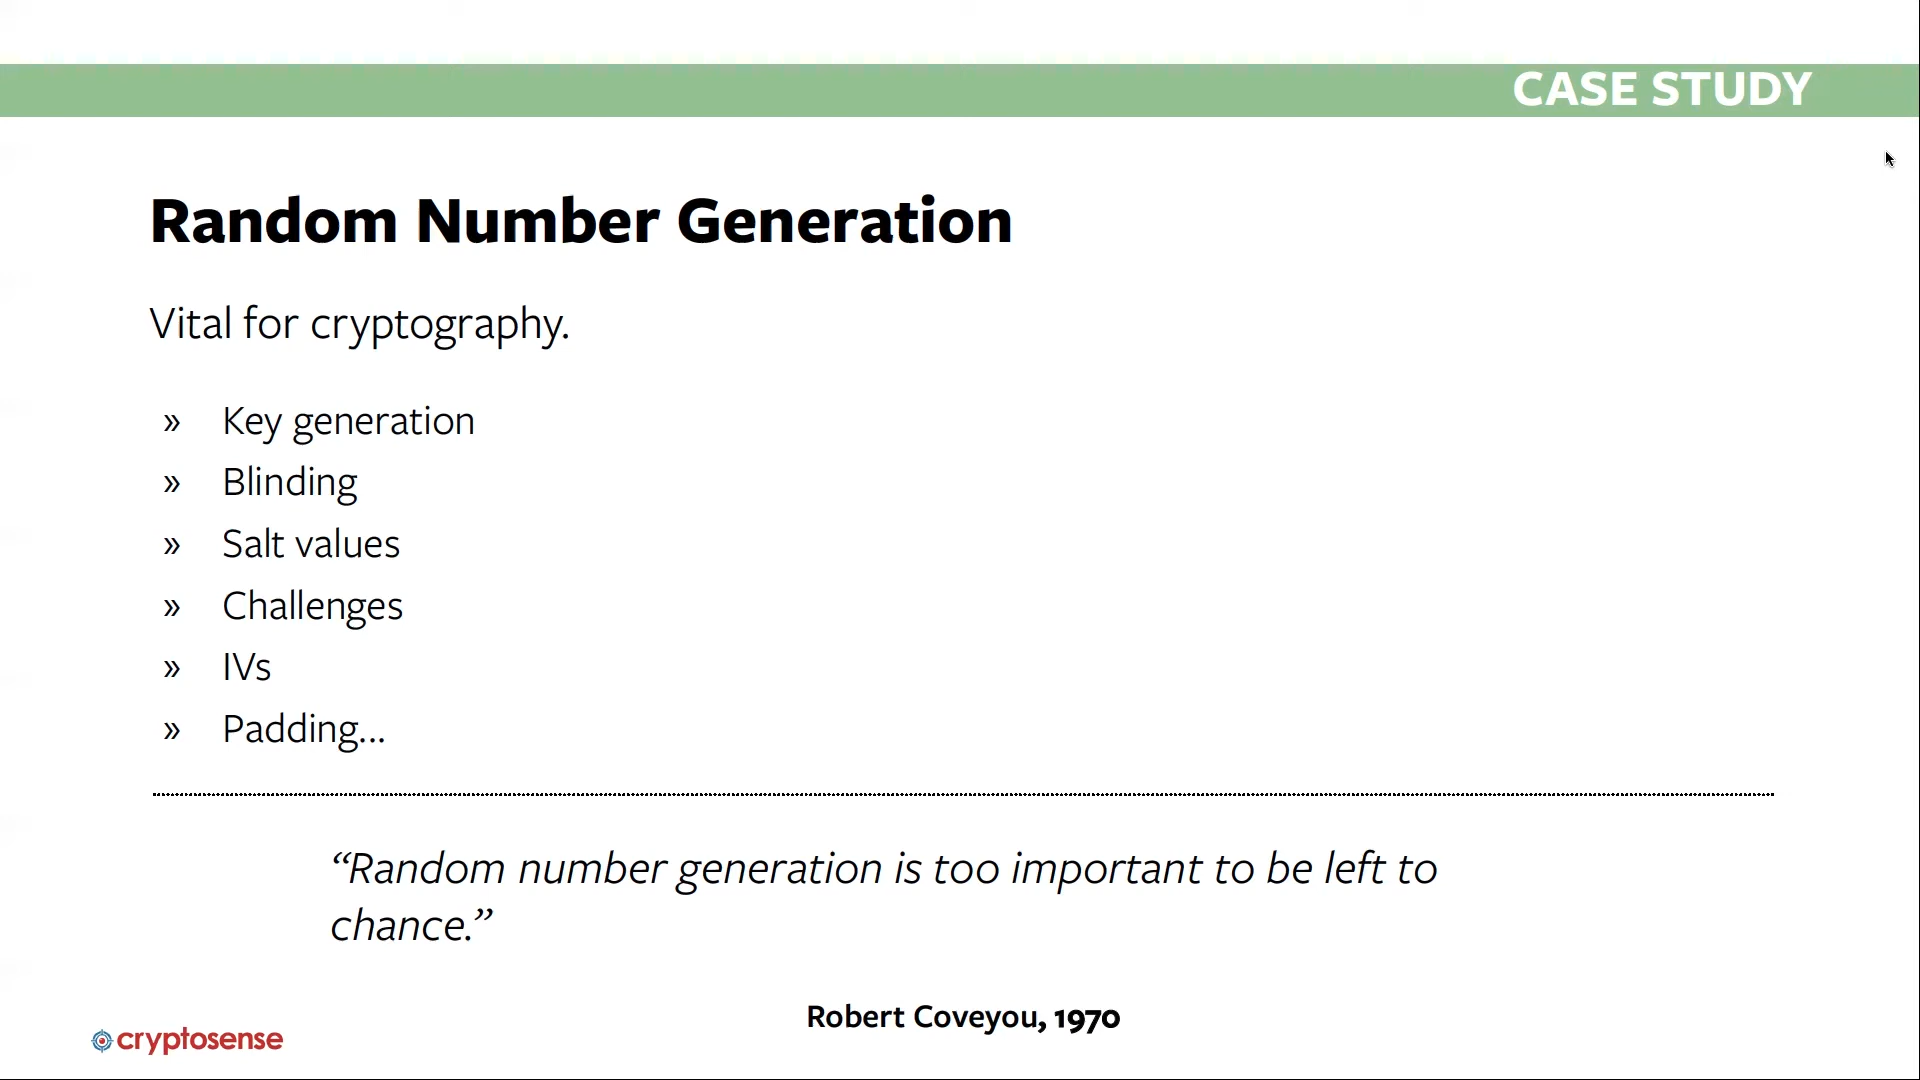 CASE STUDY
Random Number Generation
Vital for cryptography.
» Key generation
» Blinding
» Salt values
» Challenges
» IVs
» Padding...
“Random number generation is too important to be left to
chance.”
Robert Coveyou, 1970
cryptosense